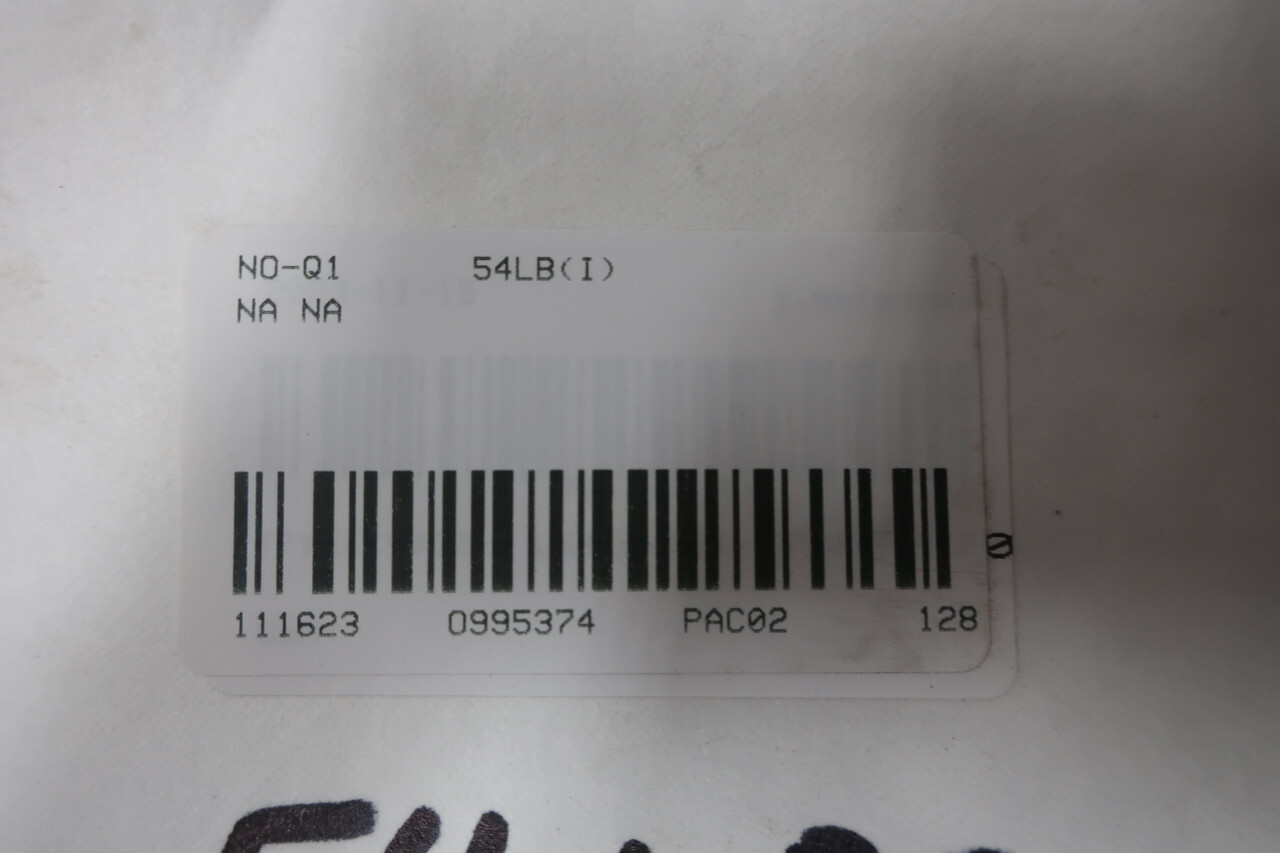 NO-Q1 54LB(I)
NA NA
0
111623 0995374 PAC02 128